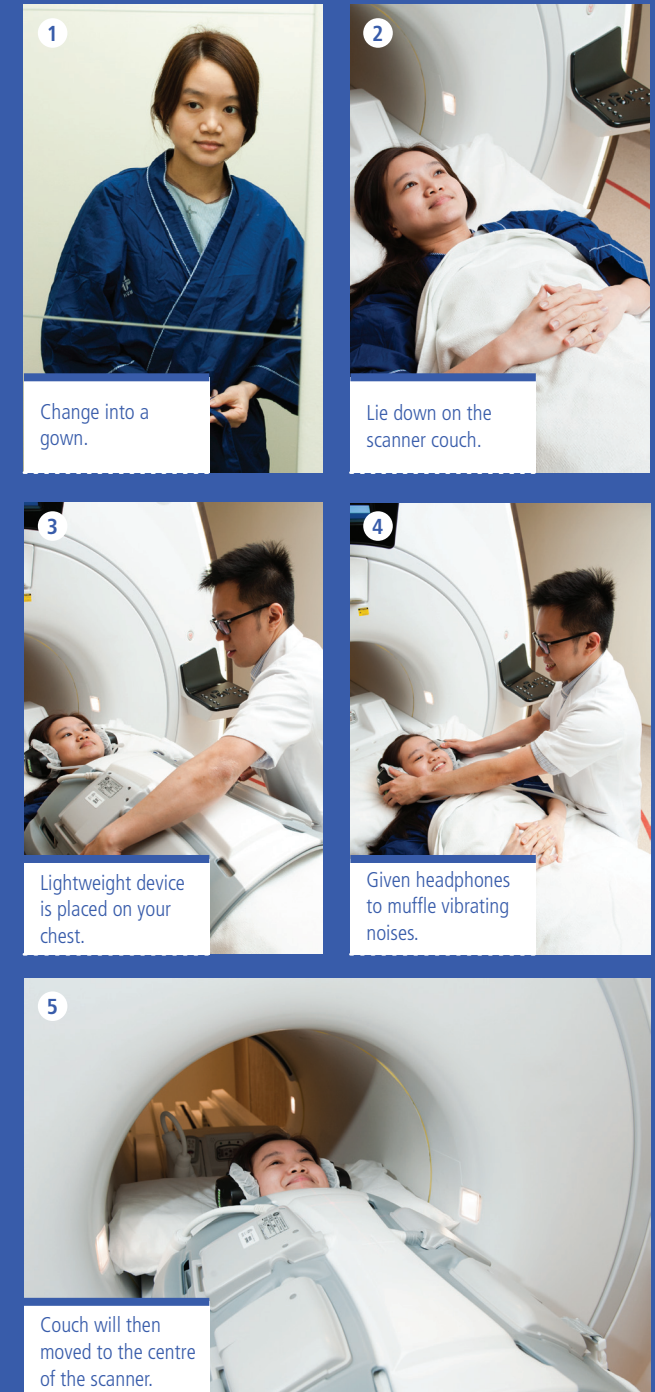 1
Change into a
gown.
2
Lie down on the
scanner couch.
3
Lightweight device
is placed on your
chest.
4
Given headphones
to muffle vibrating
noises.
5
Couch will then
moved to the centre
of the scanner.